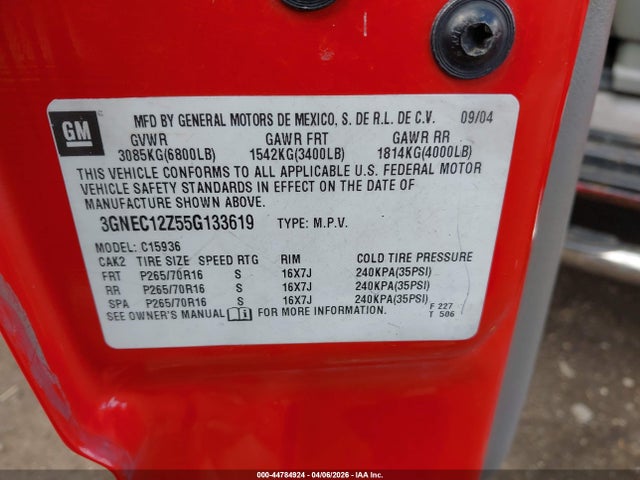 GM
MFD BY GENERAL MOTORS DE MEXICO, S. DE R.L. DE C.V. 09/04
GVWR GAWR FRT GAWR RR
3085KG(6800LB) 1542KG(3400LB) 1814KG(4000LB)
THIS VEHICLE CONFORMS TO ALL APPLICABLE U.S. FEDERAL MOTOR
VEHICLE SAFETY STANDARDS IN EFFECT ON THE DATE OF
MANUFACTURE SHOWN ABOVE.
3GNEC12Z55G133619 TYPE: M.P.V.
MODEL: C15936
CAK2 TIRE SIZE SPEED RTG RIM COLD TIRE PRESSURE
FRT P265/70R16 S 16X7J 240KPA(35PSI)
RR P265/70R16 S 16X7J 240KPA(35PSI)
SPA P265/70R16 S 16X7J 240KPA(35PSI)
SEE OWNER'S MANUAL FOR MORE INFORMATION. F 227
T 506
000-44784924 | 04/06/2026 | IAA Inc.